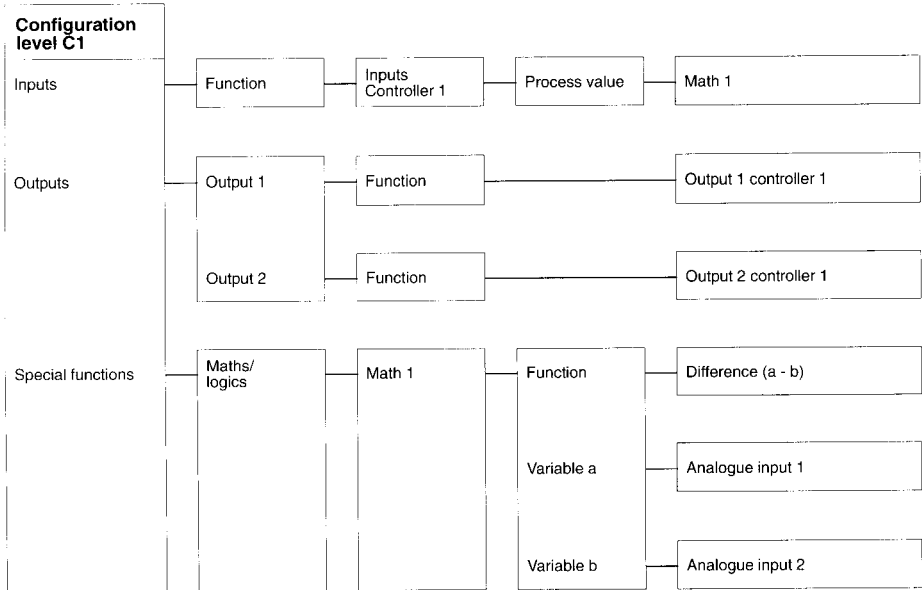 Configuration
level C1
Inputs
Function
Inputs
Controller 1
Process value
Math 1
Outputs
Output 1
Function
Output 1 controller 1
Output 2
Function
Output 2 controller 1
Special functions
Maths/
logics
Math 1
Function
Difference (a - b)
Variable a
Analogue input 1
Variable b
Analogue input 2